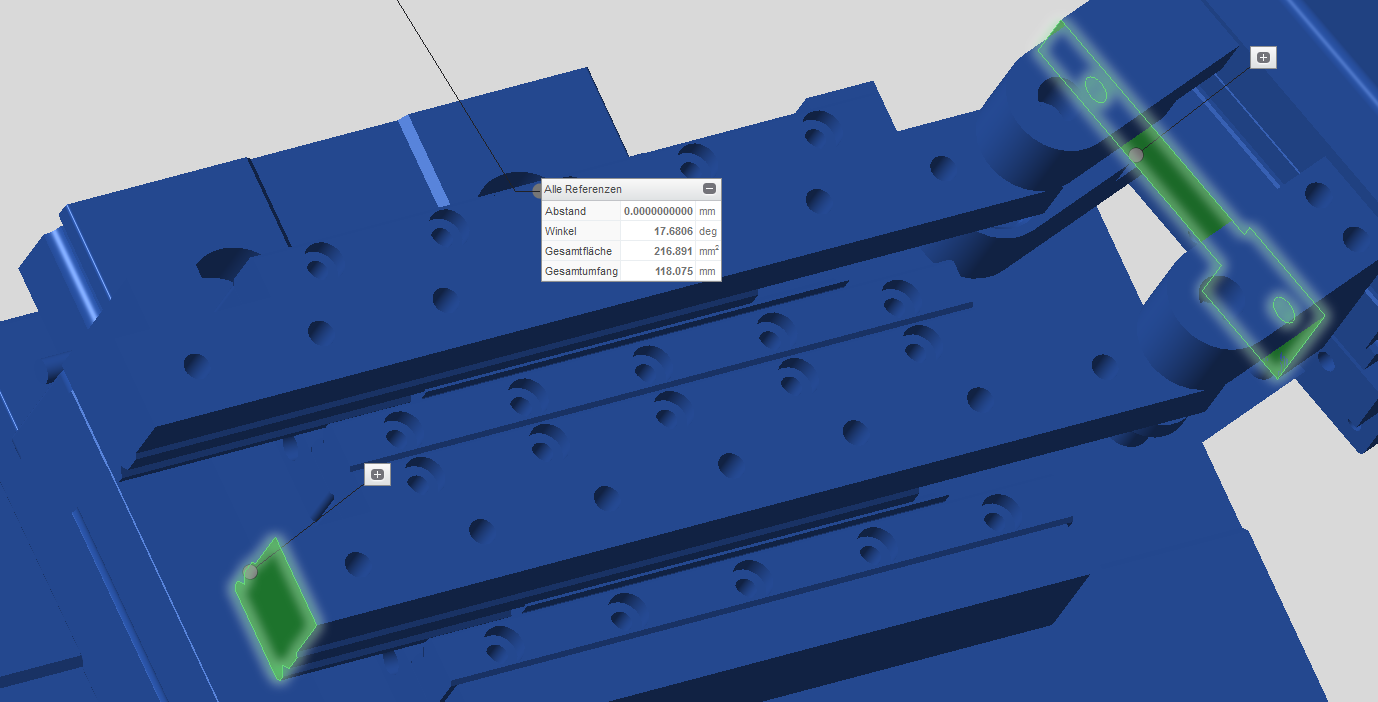 Alle Referenzen
Abstand 0.0000000000 mm
Winkel 17.6806 deg
Gesamtfläche 216.891 mm²
Gesamtumfang 118.075 mm